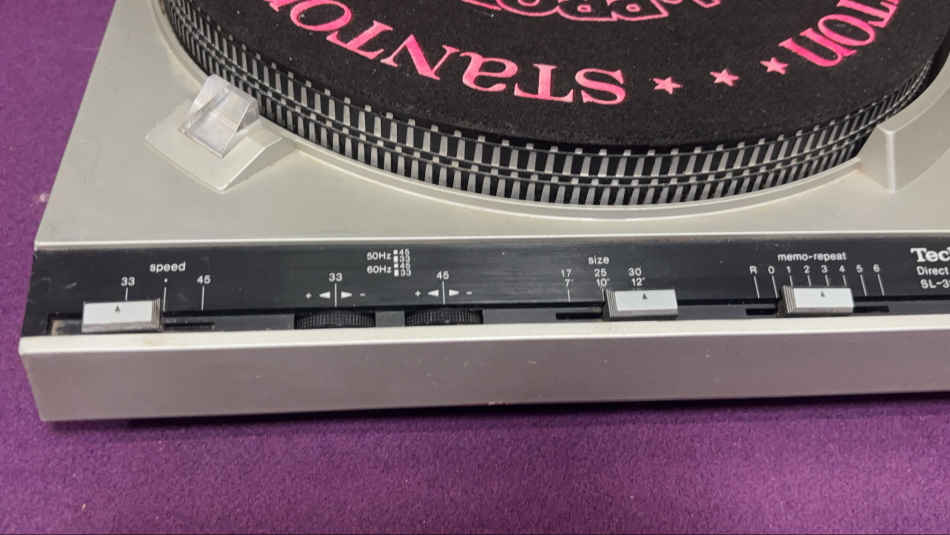 STANTON
STANTON
speed
33
45
50Hz 45 33
60Hz 45 33
33
+ -
45
+ -
size
17 25 30
7" 10" 12"
memo-repeat
R 0 1 2 3 4 5 6
Tec
Direct
SL-3